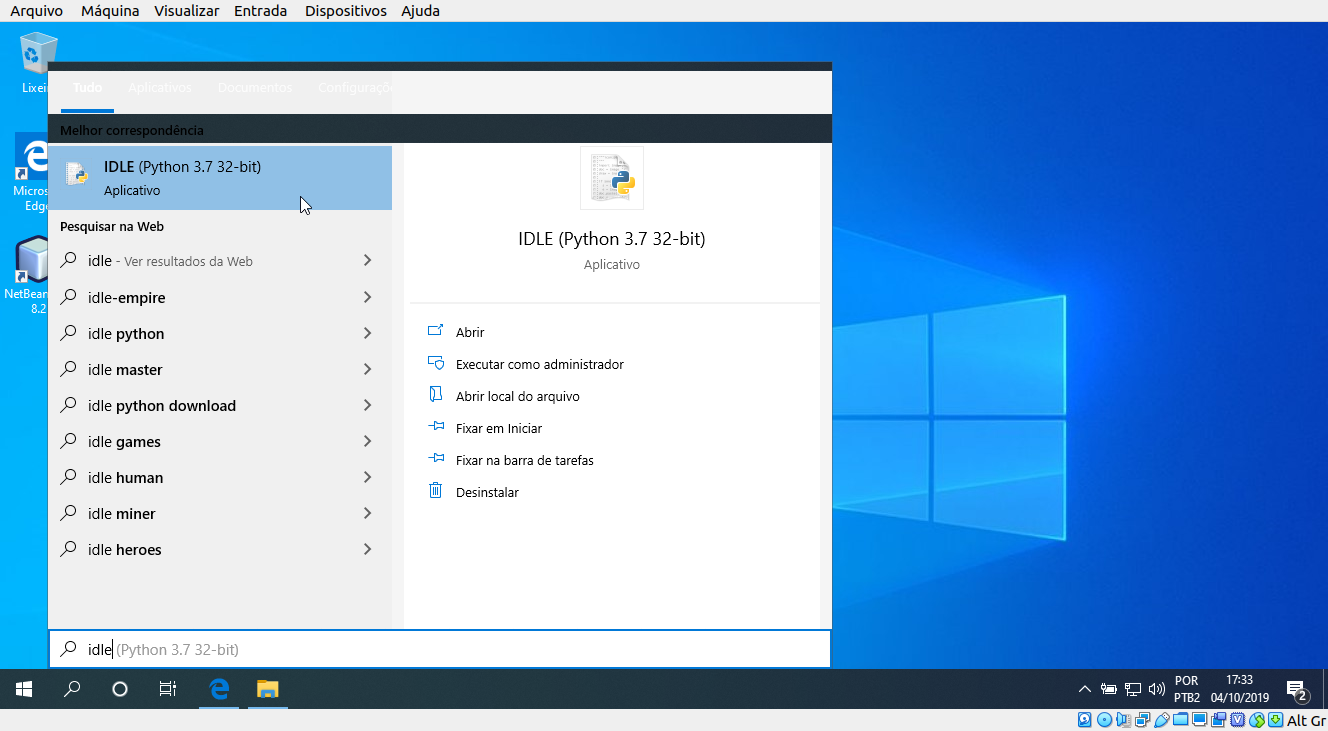 Arquivo Máquina Visualizar Entrada Dispositivos Ajuda
Tudo Aplicativos Documentos Configuraçõ
Melhor correspondência
IDLE (Python 3.7 32-bit)
Aplicativo
Pesquisar na Web
idle - Ver resultados da Web
idle-empire
idle python
idle master
idle python download
idle games
idle human
idle miner
idle heroes
IDLE (Python 3.7 32-bit)
Aplicativo
Abrir
Executar como administrador
Abrir local do arquivo
Fixar em Iniciar
Fixar na barra de tarefas
Desinstalar
idle (Python 3.7 32-bit)
Lixei
Micros
Edge
NetBean
8.2
POR
PTB2
17:33
04/10/2019
2
Alt Gr